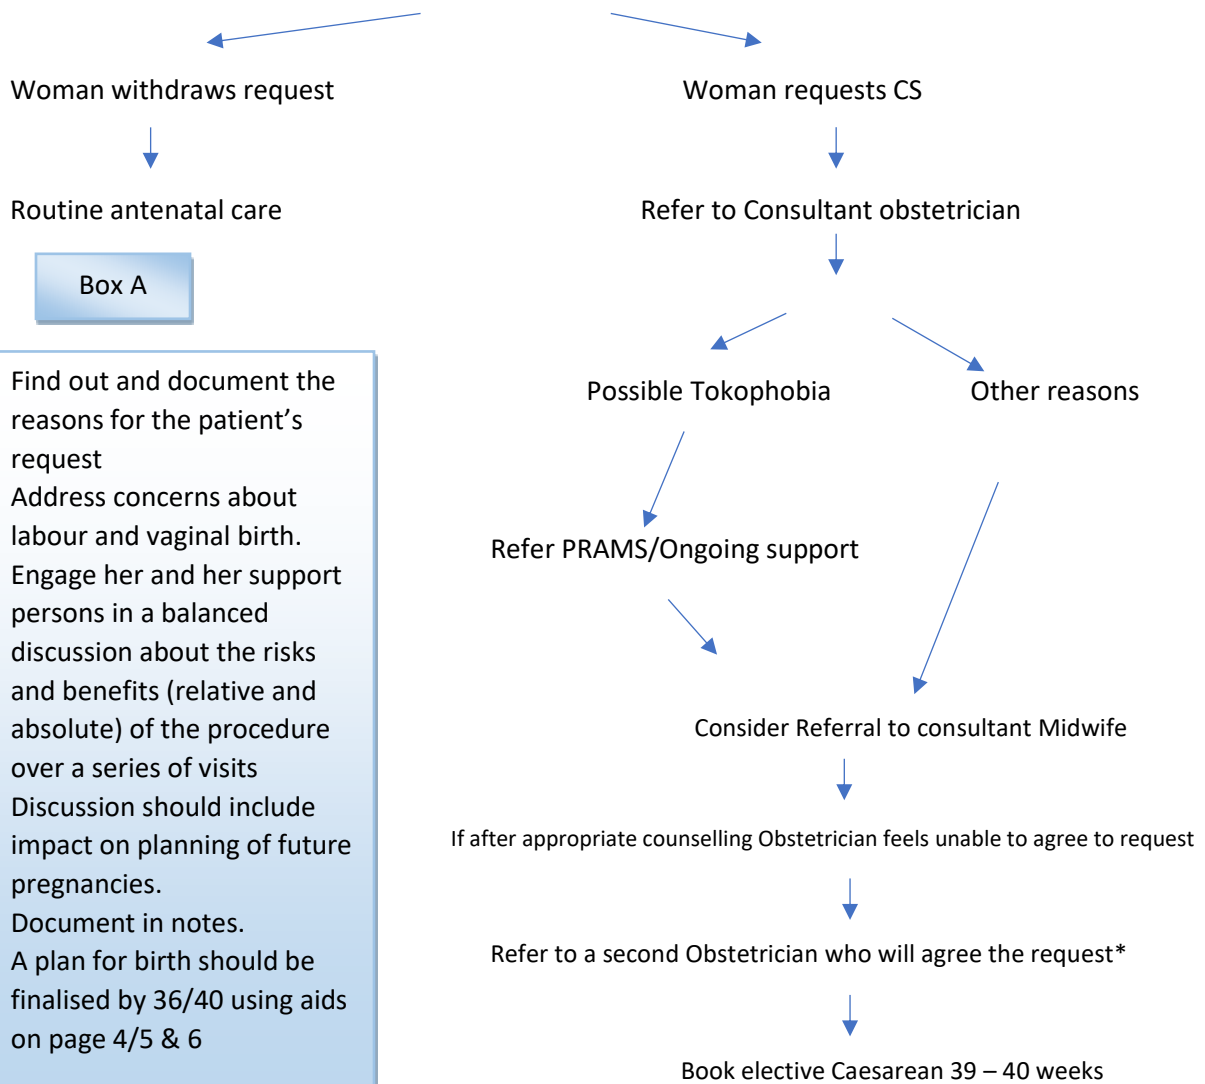 Woman withdraws request
Woman requests CS
Routine antenatal care
Refer to Consultant obstetrician
Box A
Find out and document the
reasons for the patient’s
request
Address concerns about
labour and vaginal birth.
Engage her and her support
persons in a balanced
discussion about the risks
and benefits (relative and
absolute) of the procedure
over a series of visits
Discussion should include
impact on planning of future
pregnancies.
Document in notes.
A plan for birth should be
finalised by 36/40 using aids
on page 4/5 & 6
Possible Tokophobia
Other reasons
Refer PRAMS/Ongoing support
Consider Referral to consultant Midwife
If after appropriate counselling Obstetrician feels unable to agree to request
Refer to a second Obstetrician who will agree the request*
Book elective Caesarean 39 – 40 weeks